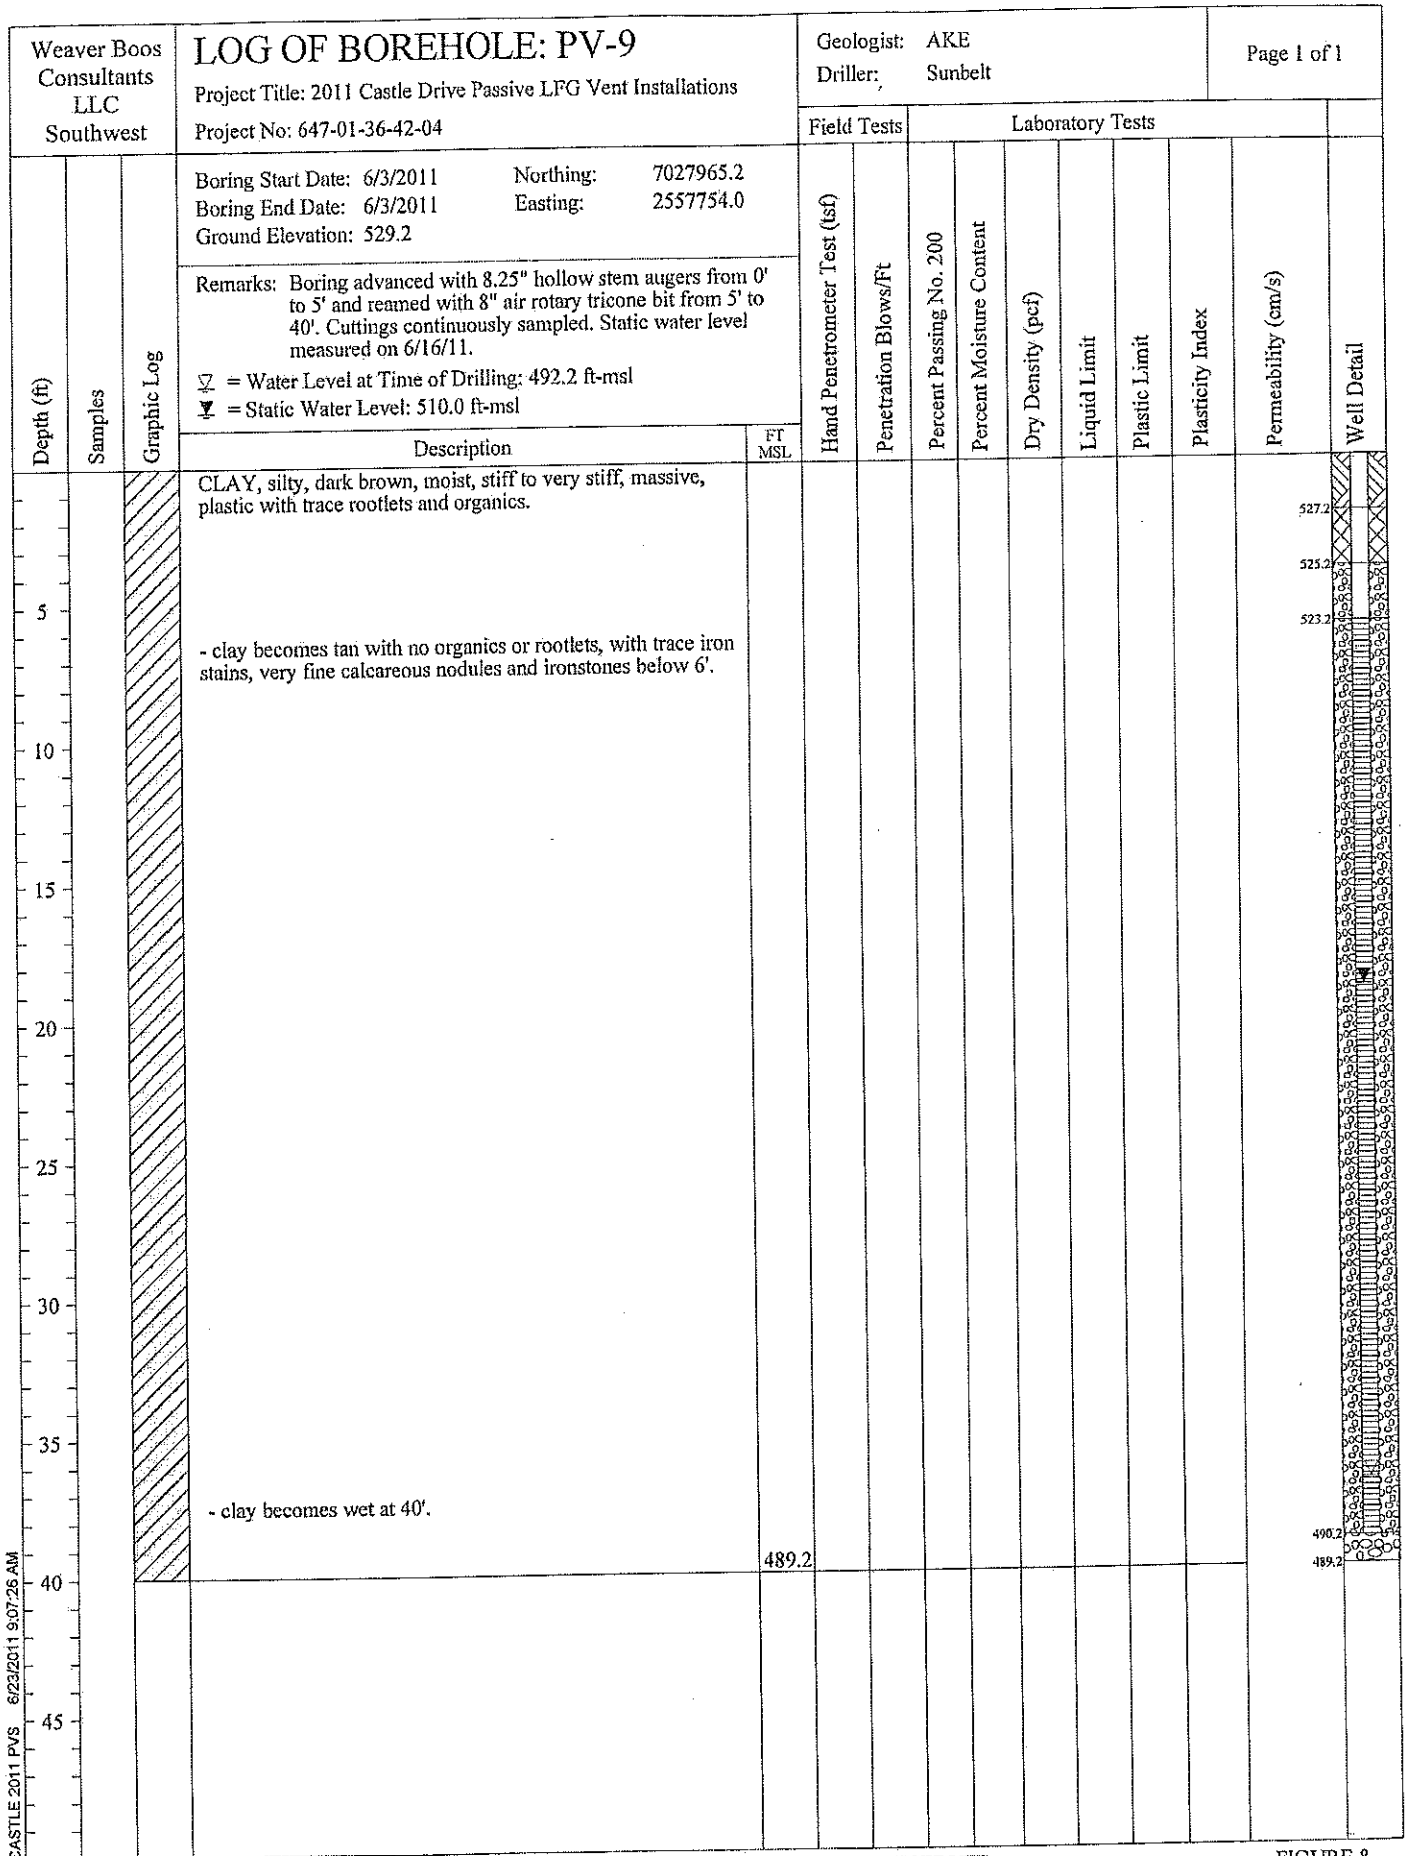 Weaver Boos
Consultants
LLC
Southwest
LOG OF BOREHOLE: PV-9
Project Title: 2011 Castle Drive Passive LFG Vent Installations
Project No: 647-01-36-42-04
Geologist: AKE
Driller: Sunbelt
Page 1 of 1
Field Tests
Laboratory Tests
Boring Start Date: 6/3/2011 Northing: 7027965.2
Boring End Date: 6/3/2011 Easting: 2557754.0
Ground Elevation: 529.2
Remarks: Boring advanced with 8.25" hollow stem augers from 0'
to 5' and reamed with 8" air rotary tricone bit from 5' to
40'. Cuttings continuously sampled. Static water level
measured on 6/16/11.
= Water Level at Time of Drilling: 492.2 ft-msl
= Static Water Level: 510.0 ft-msl
Depth (ft)
Samples
Graphic Log
Description
FT
MSL
Hand Penetrometer Test (tsf)
Penetration Blows/Ft
Percent Passing No. 200
Percent Moisture Content
Dry Density (pcf)
Liquid Limit
Plastic Limit
Plasticity Index
Permeability (cm/s)
Well Detail
CLAY, silty, dark brown, moist, stiff to very stiff, massive,
plastic with trace rootlets and organics.
527.2
525.2
5
523.2
- clay becomes tan with no organics or rootlets, with trace iron
stains, very fine calcareous nodules and ironstones below 6'.
10
15
20
25
30
35
- clay becomes wet at 40'.
490.2
489.2
489.2
40
45
CASTLE 2011 PVS 6/23/2011 9:07:26 AM
FIGURE 8